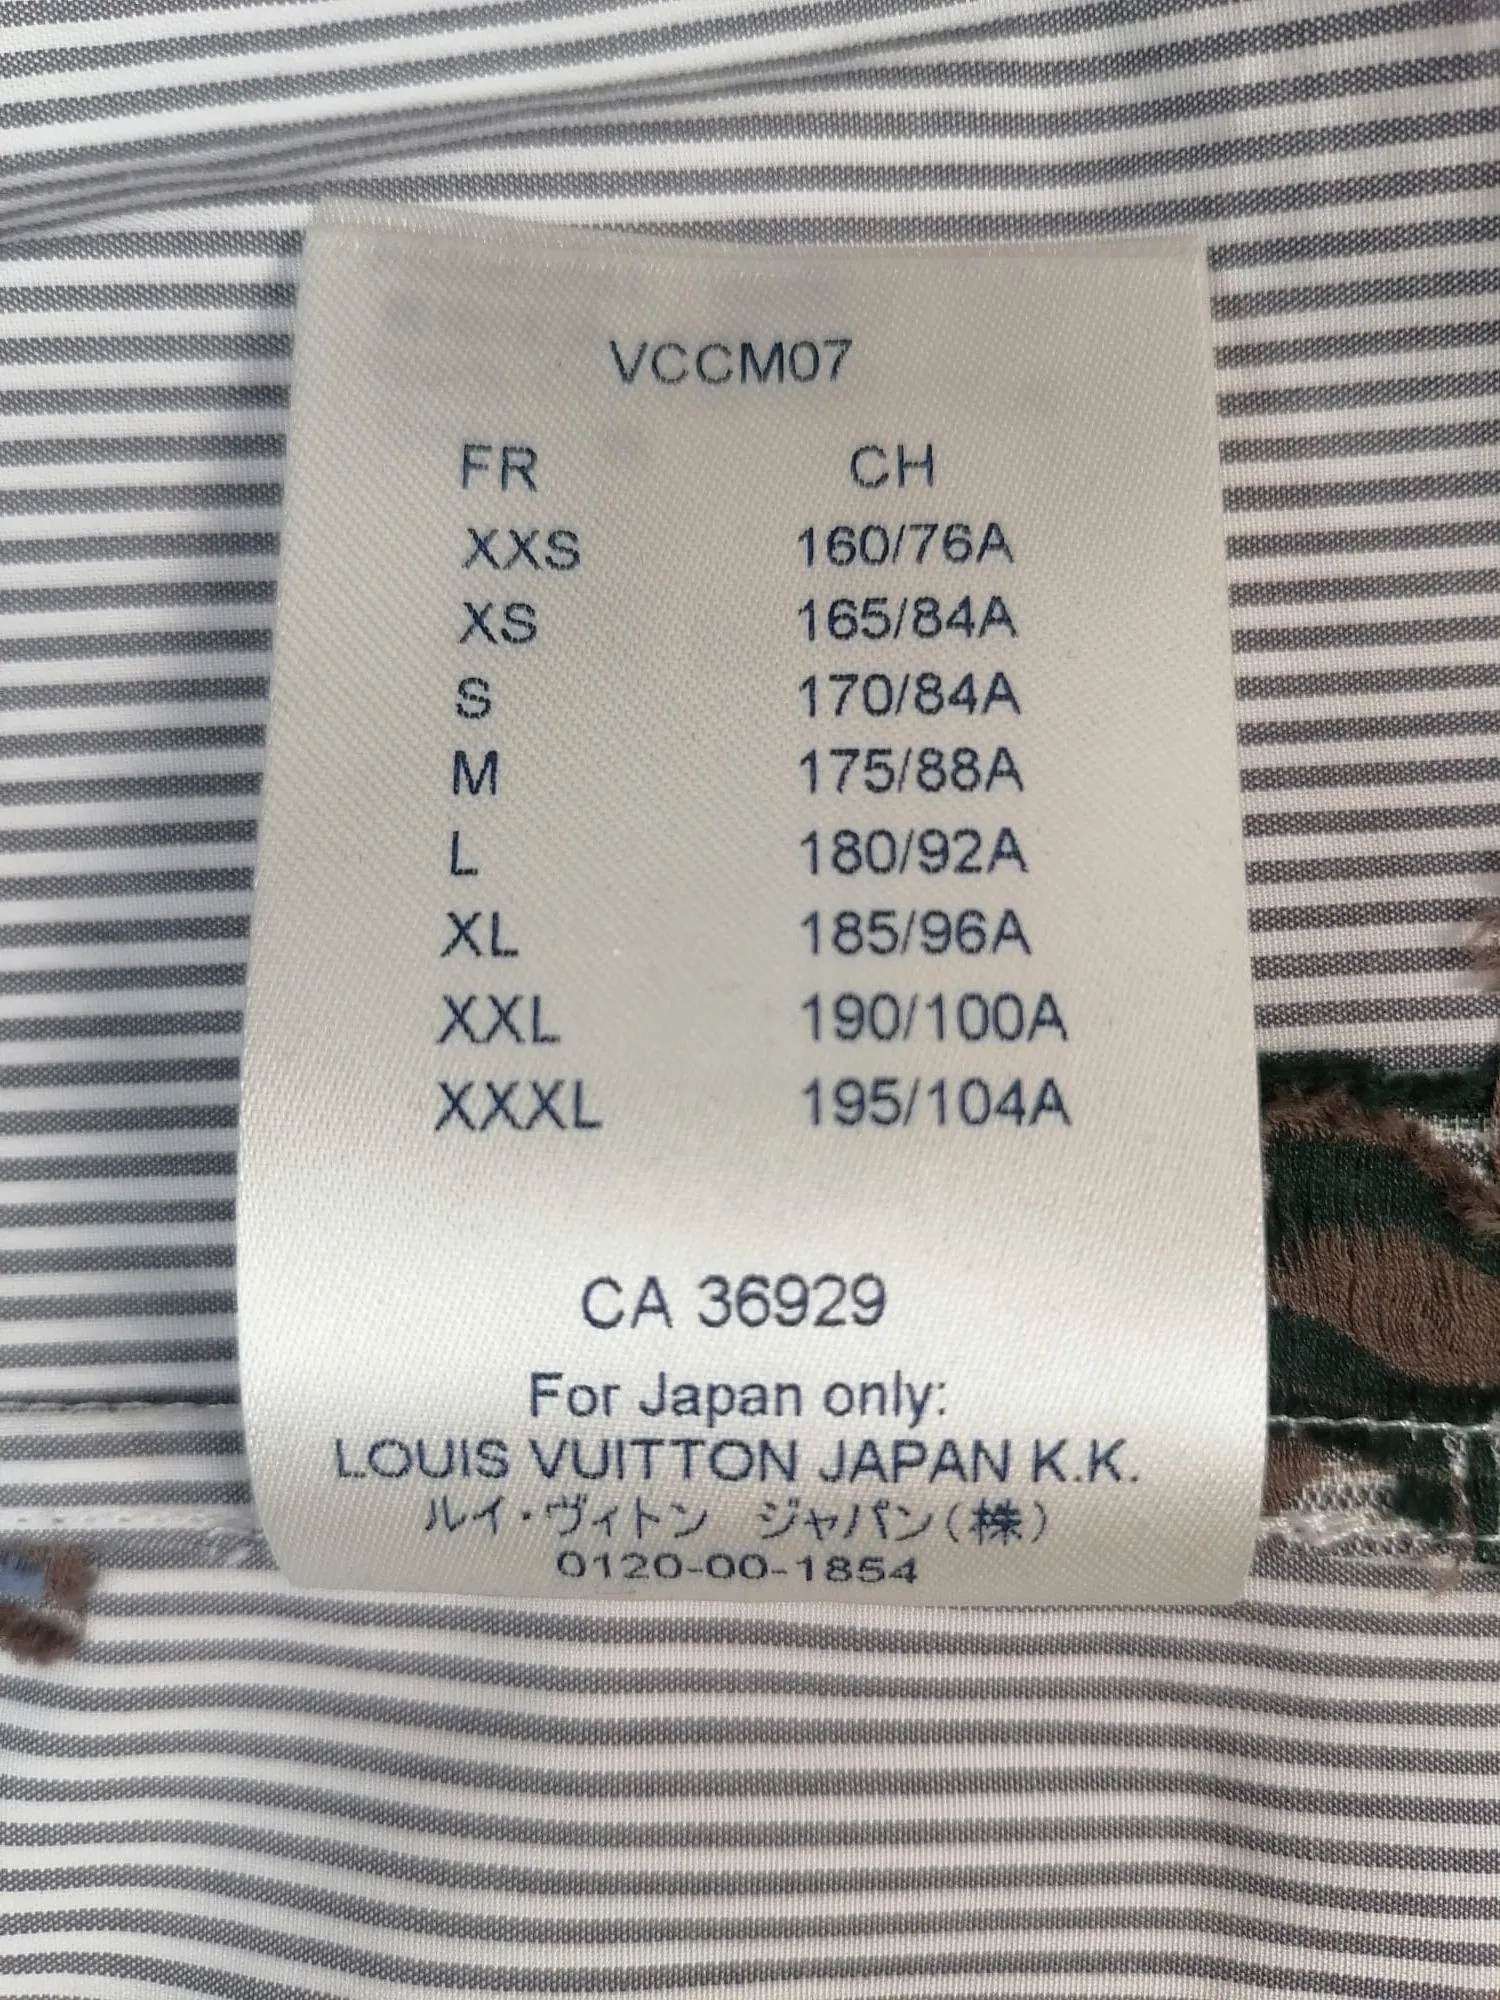 VCCM07
FR CH
XXS 160/76A
XS 165/84A
S 170/84A
M 175/88A
L 180/92A
XL 185/96A
XXL 190/100A
XXXL 195/104A
CA 36929
For Japan only:
LOUIS VUITTON JAPAN K.K.
ルイ・ヴィトン ジャパン(株)
0120-00-1854